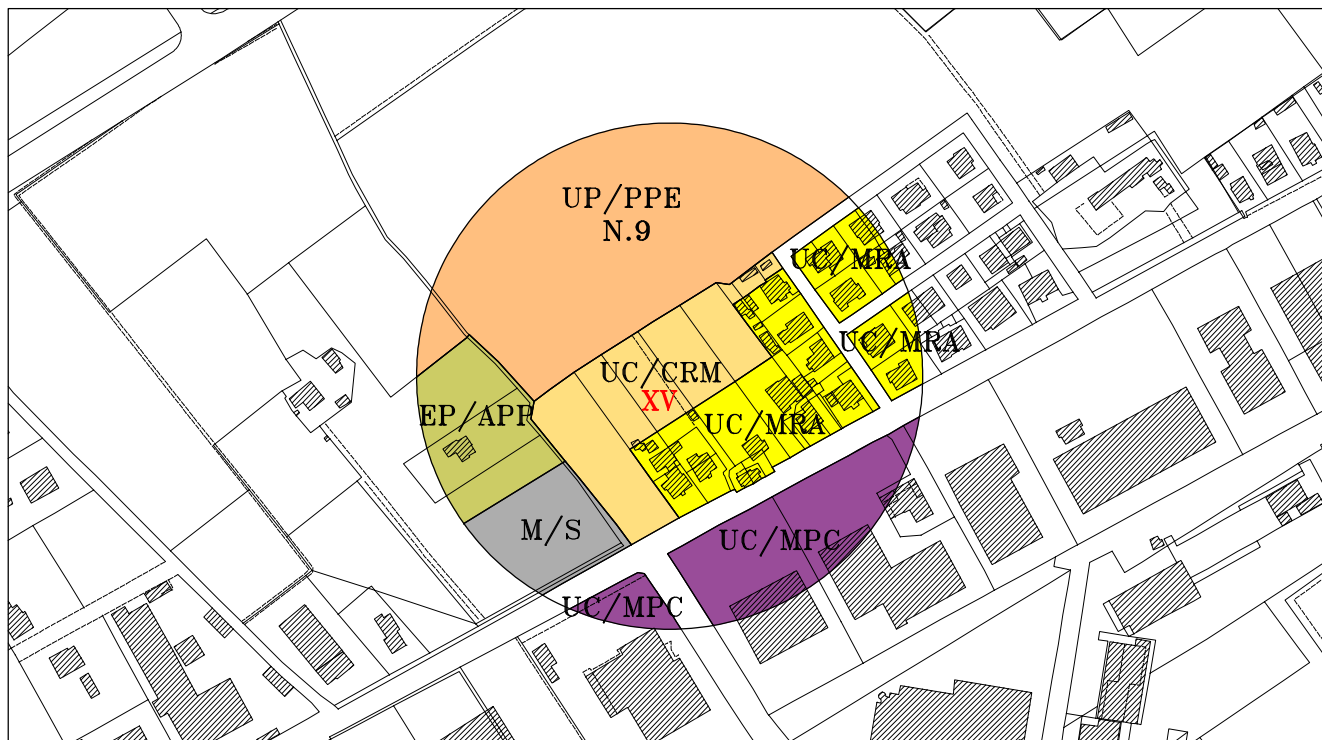 UP/PPE
N.9
UC/MRA
UC/MRA
UC/CRM
XV
EP/APP
UC/MRA
M/S
UC/MPC
UC/MPC